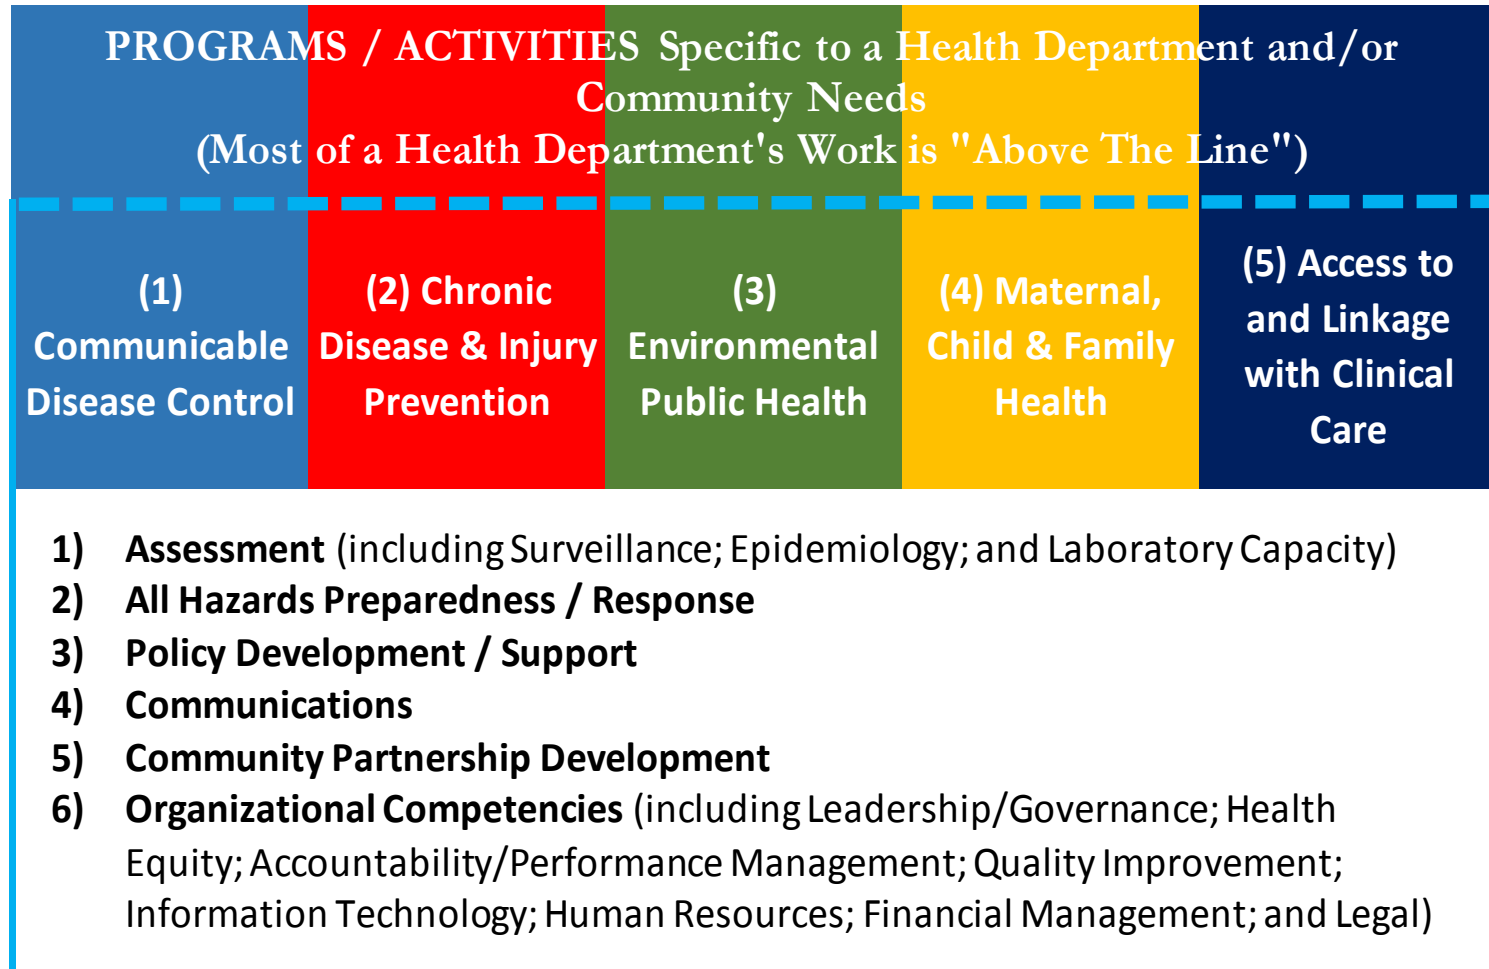 PROGRAMS / ACTIVITIES Specific to a Health Department and/or
Community Needs
(Most of a Health Department's Work is "Above The Line")
(1)
Communicable
Disease Control
(2) Chronic
Disease & Injury
Prevention
(3)
Environmental
Public Health
(4) Maternal,
Child & Family
Health
(5) Access to
and Linkage
with Clinical
Care
1) Assessment (including Surveillance; Epidemiology; and Laboratory Capacity)
2) All Hazards Preparedness / Response
3) Policy Development / Support
4) Communications
5) Community Partnership Development
6) Organizational Competencies (including Leadership/Governance; Health
Equity; Accountability/Performance Management; Quality Improvement;
Information Technology; Human Resources; Financial Management; and Legal)